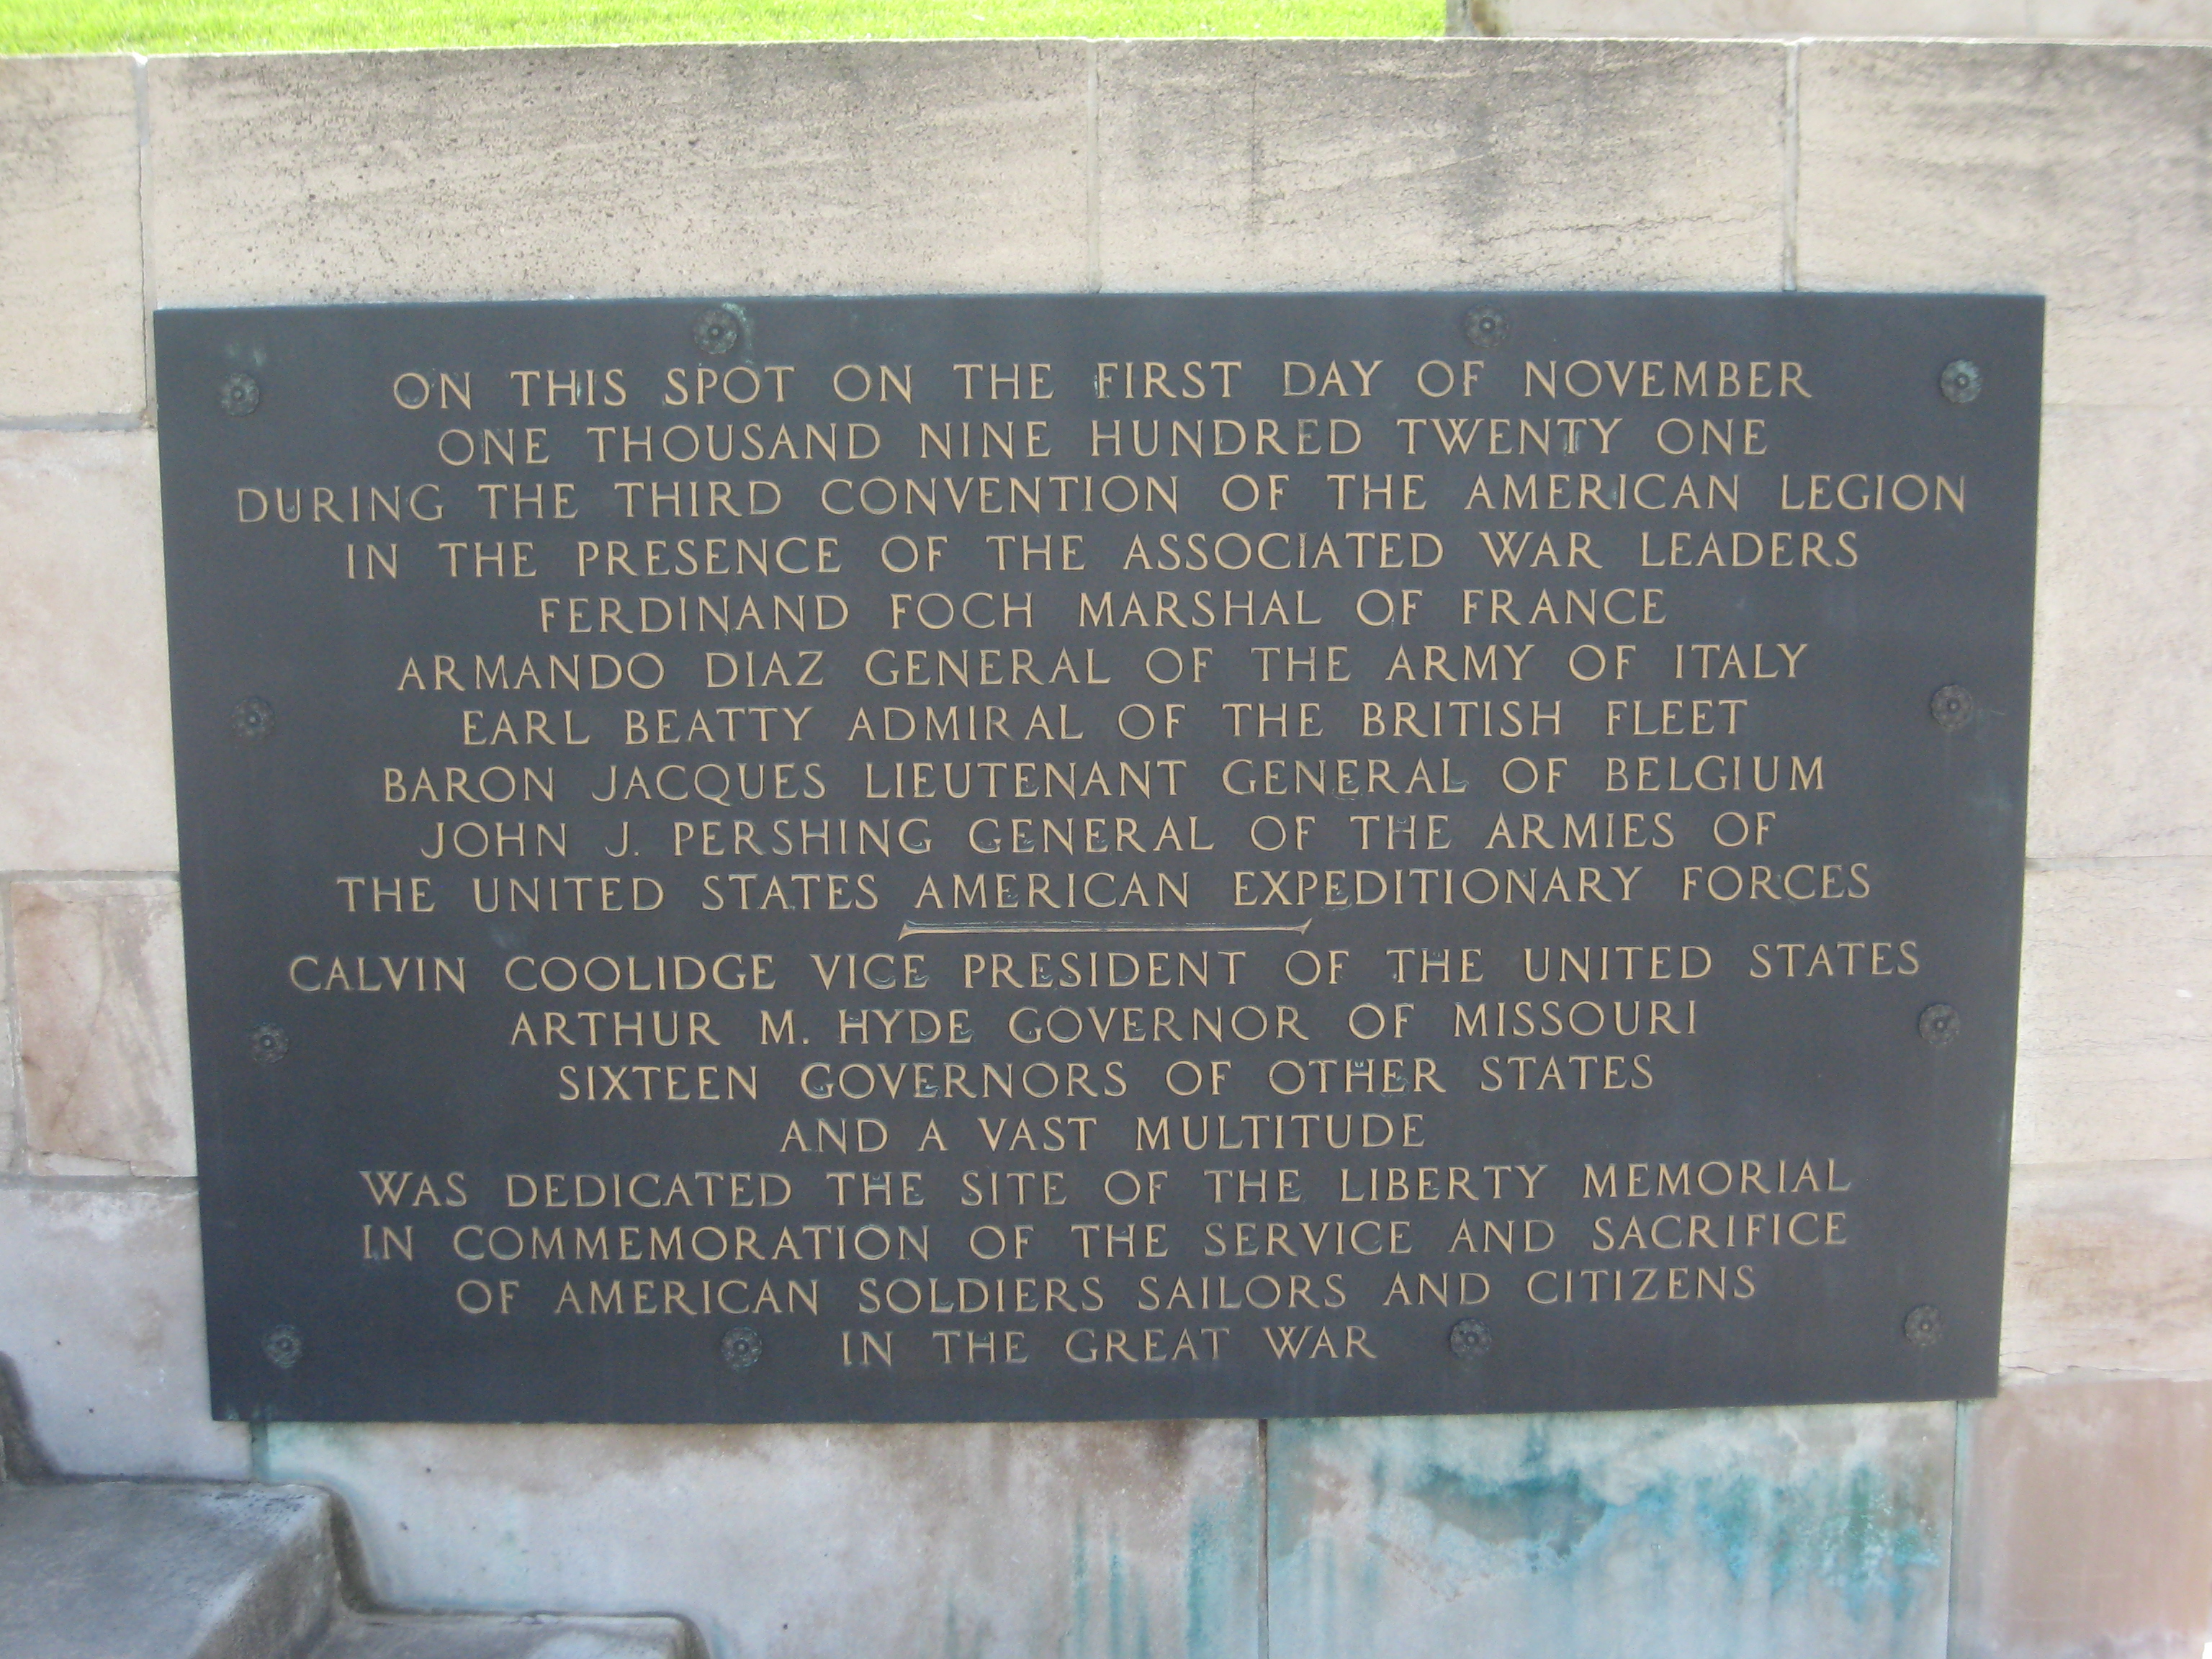 ON THIS SPOT ON THE FIRST DAY OF NOVEMBER
ONE THOUSAND NINE HUNDRED TWENTY ONE
DURING THE THIRD CONVENTION OF THE AMERICAN LEGION
IN THE PRESENCE OF THE ASSOCIATED WAR LEADERS
FERDINAND FOCH MARSHAL OF FRANCE
ARMANDO DIAZ GENERAL OF THE ARMY OF ITALY
EARL BEATTY ADMIRAL OF THE BRITISH FLEET
BARON JACQUES LIEUTENANT GENERAL OF BELGIUM
JOHN J. PERSHING GENERAL OF THE ARMIES OF
THE UNITED STATES AMERICAN EXPEDITIONARY FORCES
CALVIN COOLIDGE VICE PRESIDENT OF THE UNITED STATES
ARTHUR M. HYDE GOVERNOR OF MISSOURI
SIXTEEN GOVERNORS OF OTHER STATES
AND A VAST MULTITUDE
WAS DEDICATED THE SITE OF THE LIBERTY MEMORIAL
IN COMMEMORATION OF THE SERVICE AND SACRIFICE
OF AMERICAN SOLDIERS SAILORS AND CITIZENS
IN THE GREAT WAR